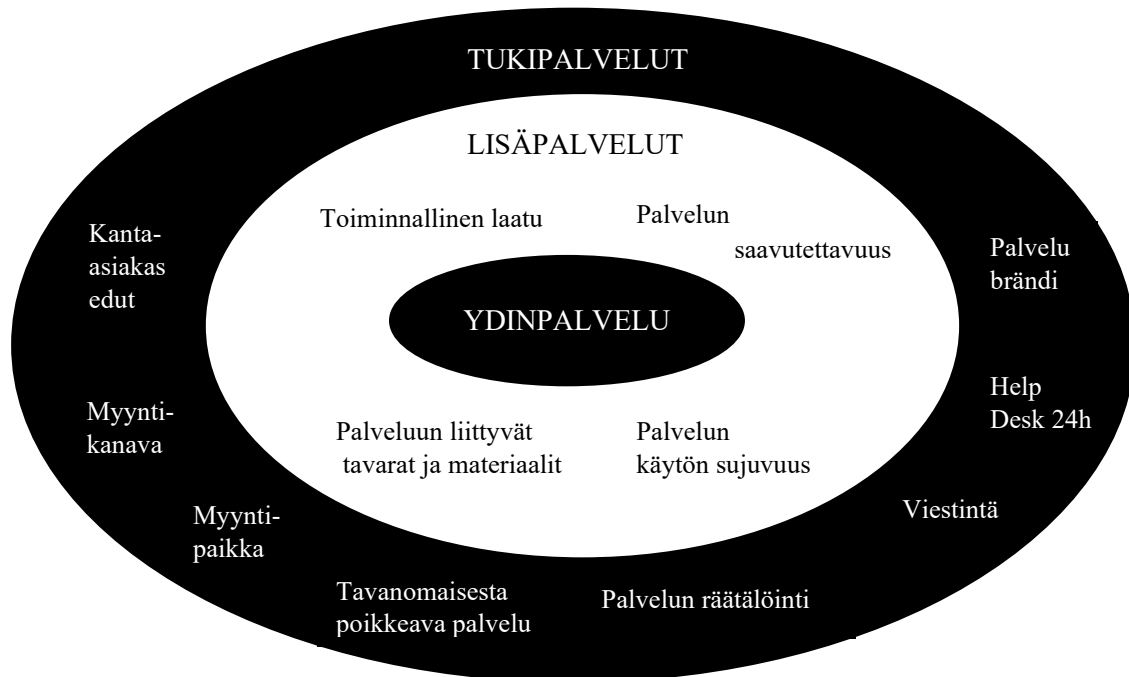 TUKIPALVELUT
LISÄPALVELUT
Toiminnallinen laatu
Palvelun
saavutettavuus
Kanta-
asiakas
edut
Palvelu
brändi
YDINPALVELU
Myynti-
kanava
Help
Desk 24h
Palveluun liittyvät
tavarat ja materiaalit
Palvelun
käytön sujuvuus
Myynti-
paikka
Viestintä
Tavanomaisesta
poikkeava palvelu
Palvelun räätälöinti